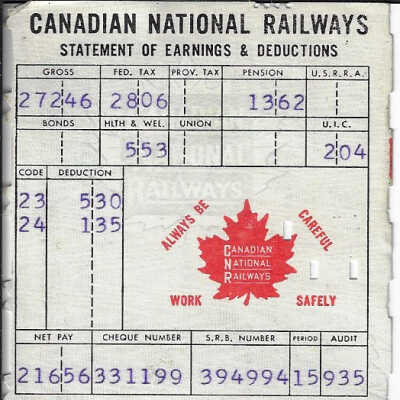 CANADIAN NATIONAL RAILWAYS
STATEMENT OF EARNINGS & DEDUCTIONS
GROSS FED. TAX PROV. TAX PENSION U.S.R.R.A.
27246 2806 1362
BONDS HLTH & WEL. UNION U.I.C.
553 204
CODE DEDUCTION
23 530
24 135
ALWAYS BE CAREFUL
CANADIAN
NATIONAL
RAILWAYS
WORK SAFELY
NET PAY CHEQUE NUMBER S.R.B. NUMBER PERIOD AUDIT
21656 331199 394994 15 935